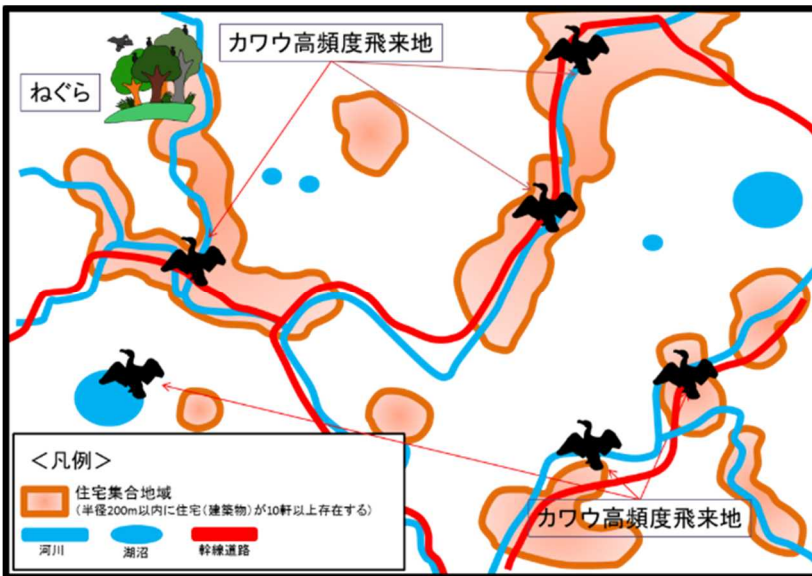 カワウ高頻度飛来地
ねぐら
＜凡例＞
住宅集合地域
（半径200m以内に住宅（建築物）が10軒以上存在する）
河川 湖沼 幹線道路
カワウ高頻度飛来地